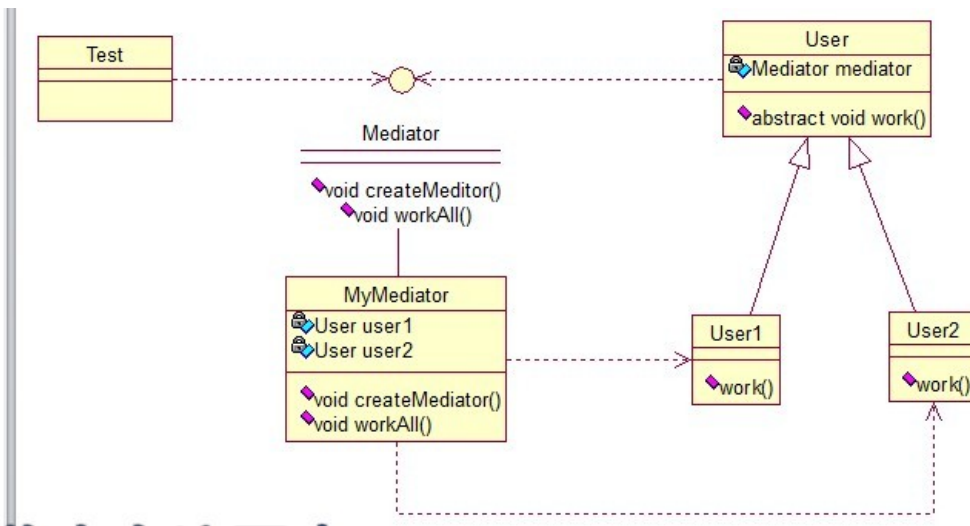 Test
User
Mediator mediator
abstract void work()
Mediator
void createMeditor()
void workAll()
MyMediator
User user1
User user2
void createMediator()
void workAll()
User1
work()
User2
work()